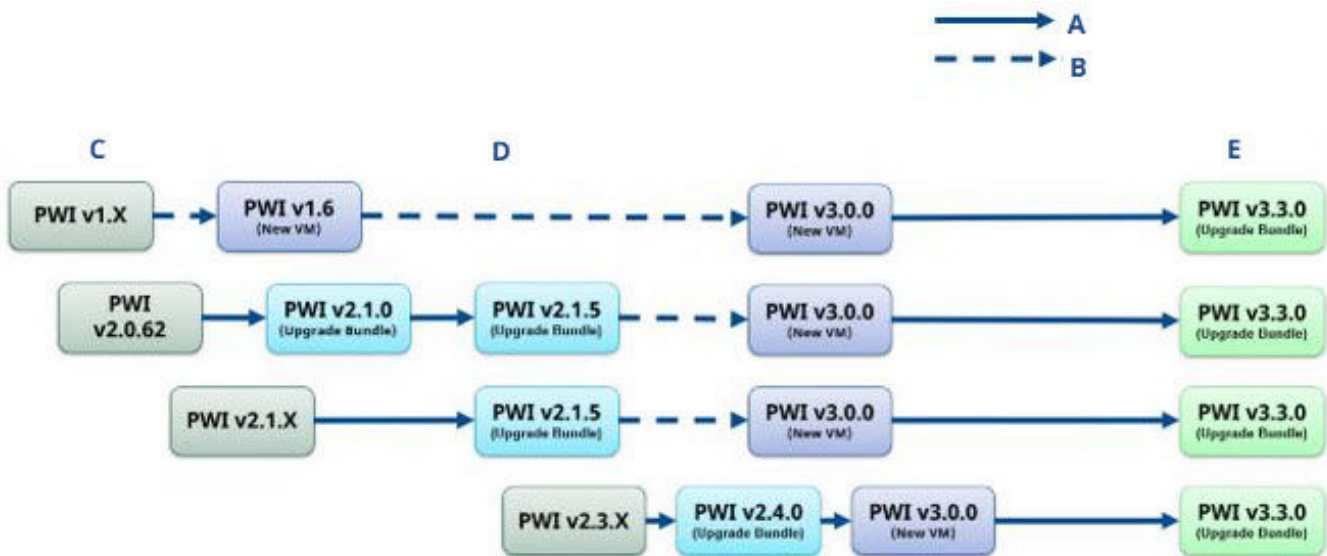 A
B
C
D
E
PWI v1.X
PWI v1.6
(New VM)
PWI v3.0.0
(New VM)
PWI v3.3.0
(Upgrade Bundle)
PWI
v2.0.62
PWI v2.1.0
(Upgrade Bundle)
PWI v2.1.5
(Upgrade Bundle)
PWI v3.0.0
(New VM)
PWI v3.3.0
(Upgrade Bundle)
PWI v2.1.X
PWI v2.1.5
(Upgrade Bundle)
PWI v3.0.0
(New VM)
PWI v3.3.0
(Upgrade Bundle)
PWI v2.3.X
PWI v2.4.0
(Upgrade Bundle)
PWI v3.0.0
(New VM)
PWI v3.3.0
(Upgrade Bundle)